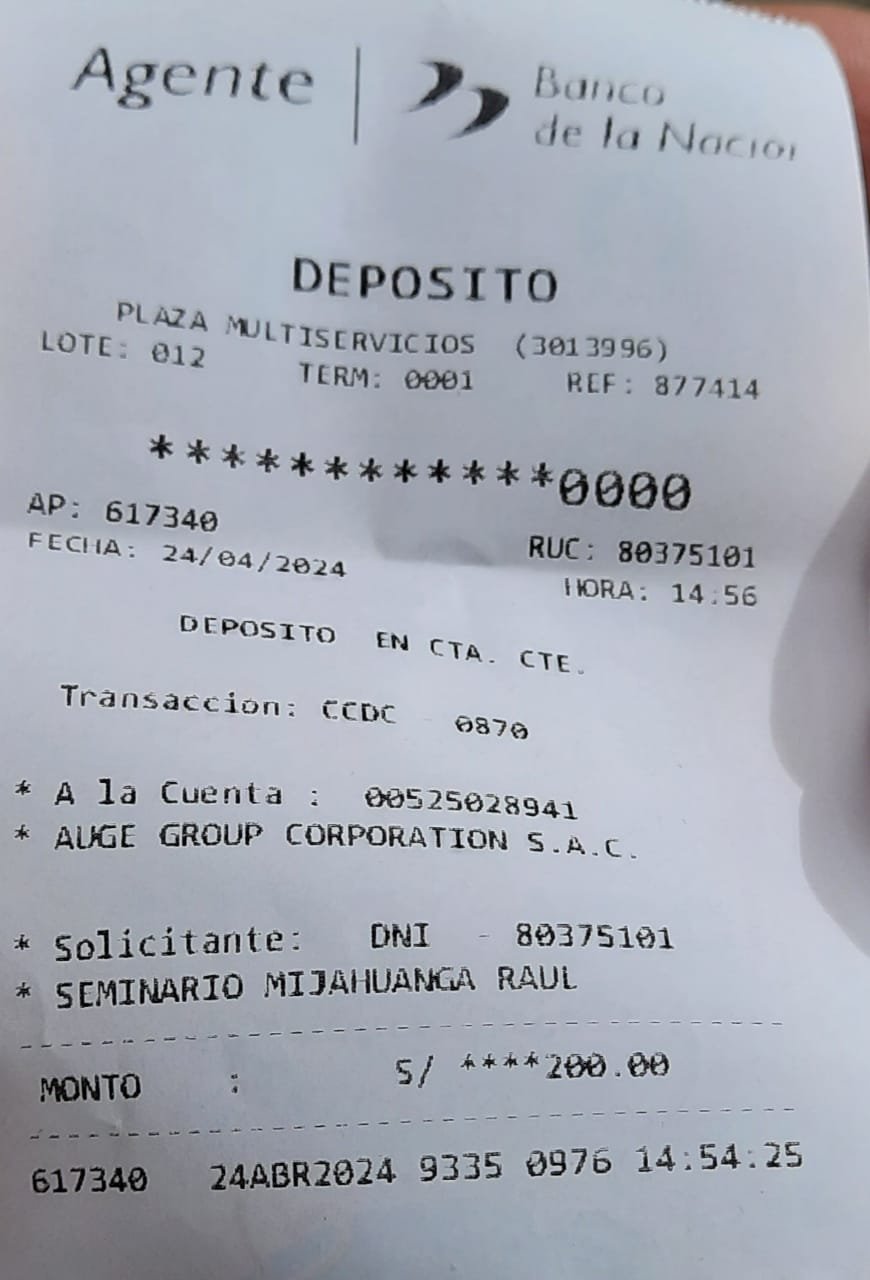 Agente
Banco
de la Nacion
DEPOSITO
PLAZA MULTISERVICIOS (3013996)
LOTE: 012 TERM: 0001 REF: 877414
************0000
AP: 617340 RUC: 80375101
FECHA: 24/04/2024 HORA: 14:56
DEPOSITO EN CTA. CTE.
Transaccion: CCDC 0870
* A la Cuenta : 00525028941
* AUGE GROUP CORPORATION S.A.C.
* Solicitante: DNI - 80375101
* SEMINARIO MIJAHUANGA RAUL
MONTO : S/ ****200.00
617340 24ABR2024 9335 0976 14:54:25